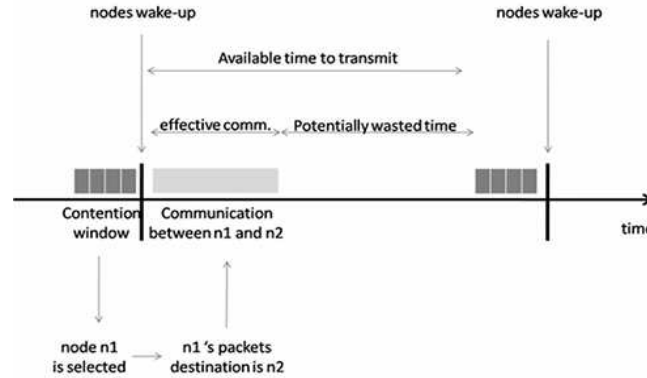 nodes wake-up
nodes wake-up
Available time to transmit
effective comm.
Potentially wasted time
Contention
window
Communication
between n1 and n2
time
node n1
is selected
n1 's packets
destination is n2